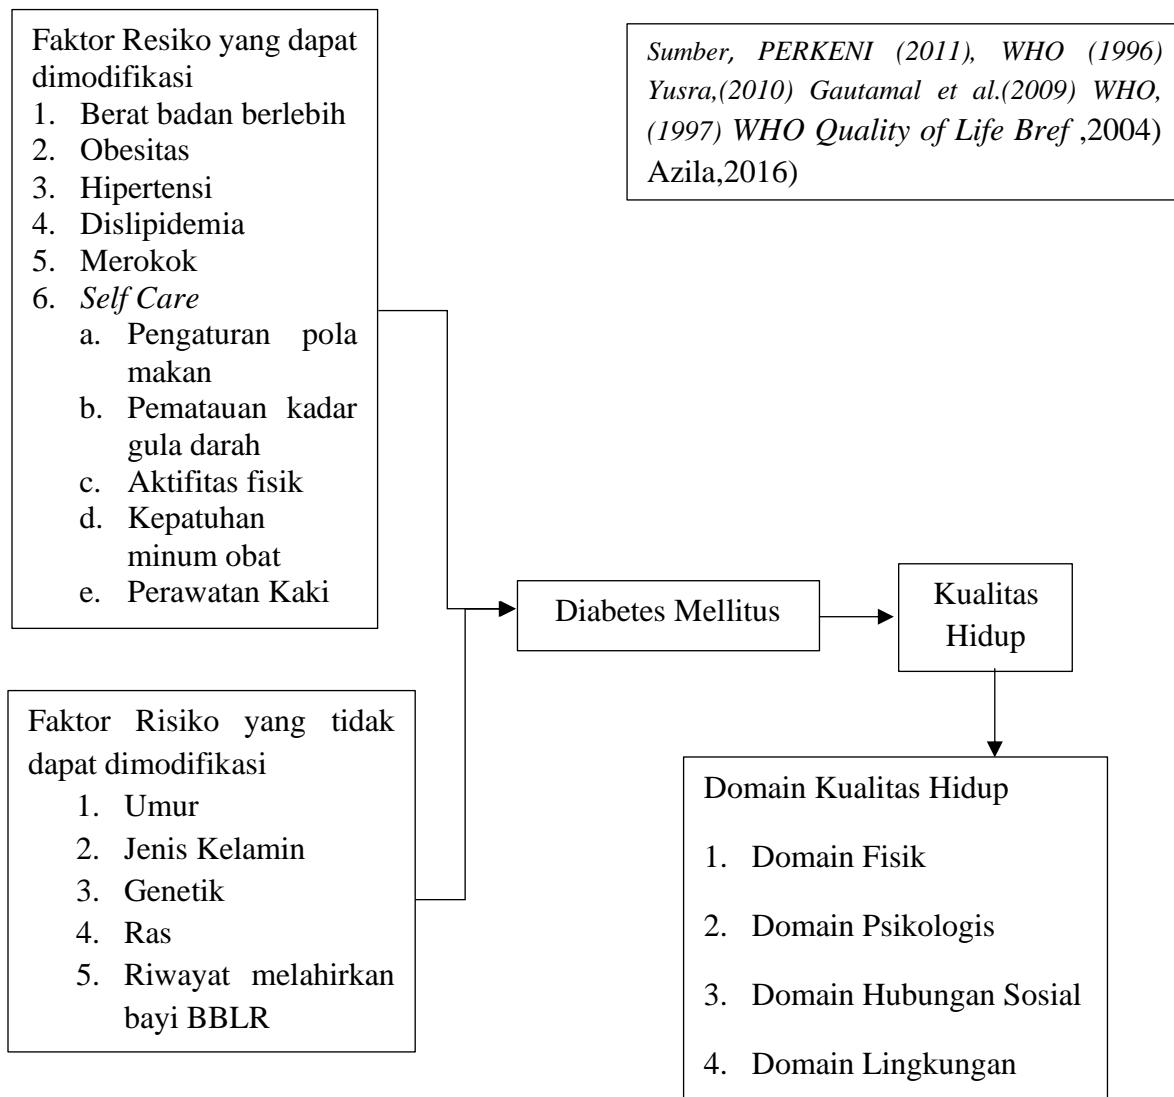 Faktor Resiko yang dapat
dimodifikasi
1. Berat badan berlebih
2. Obesitas
3. Hipertensi
4. Dislipidemia
5. Merokok
6. Self Care
a. Pengaturan pola
makan
b. Pematauan kadar
gula darah
c. Aktifitas fisik
d. Kepatuhan
minum obat
e. Perawatan Kaki
Sumber, PERKENI (2011), WHO (1996)
Yusra,(2010) Gautamal et al.(2009) WHO,
(1997) WHO Quality of Life Bref ,2004)
Azila,2016)
Diabetes Mellitus
Kualitas
Hidup
Faktor Risiko yang tidak
dapat dimodifikasi
1. Umur
2. Jenis Kelamin
3. Genetik
4. Ras
5. Riwayat melahirkan
bayi BBLR
Domain Kualitas Hidup
1. Domain Fisik
2. Domain Psikologis
3. Domain Hubungan Sosial
4. Domain Lingkungan